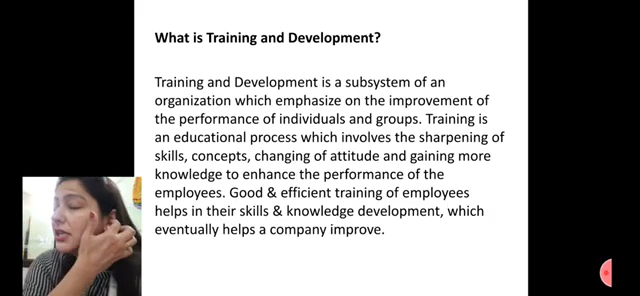 What is Training and Development?
Training and Development is a subsystem of an
organization which emphasize on the improvement of
the performance of individuals and groups. Training is
an educational process which involves the sharpening of
skills, concepts, changing of attitude and gaining more
knowledge to enhance the performance of the
employees. Good & efficient training of employees
helps in their skills & knowledge development, which
eventually helps a company improve.